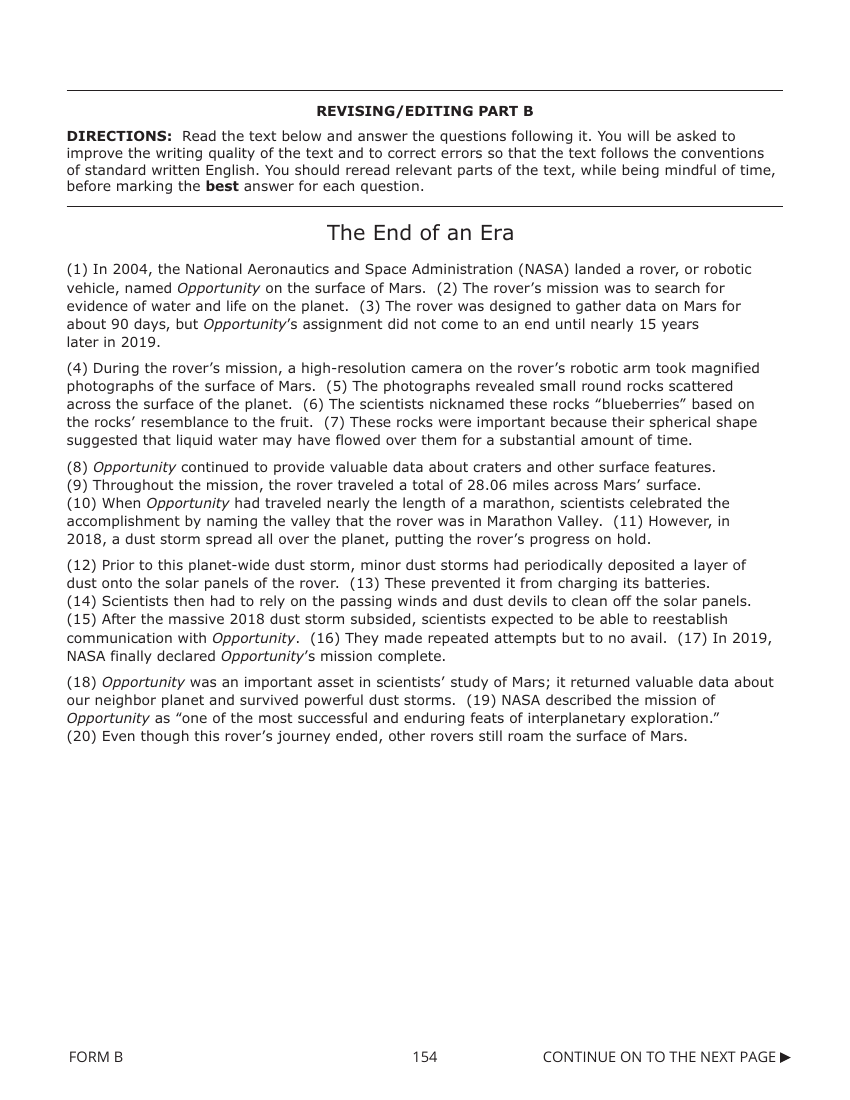 REVISING/EDITING PART B
DIRECTIONS: Read the text below and answer the questions following it. You will be asked to
improve the writing quality of the text and to correct errors so that the text follows the conventions
of standard written English. You should reread relevant parts of the text, while being mindful of time,
before marking the best answer for each question.
The End of an Era
(1) In 2004, the National Aeronautics and Space Administration (NASA) landed a rover, or robotic
vehicle, named Opportunity on the surface of Mars. (2) The rover’s mission was to search for
evidence of water and life on the planet. (3) The rover was designed to gather data on Mars for
about 90 days, but Opportunity’s assignment did not come to an end until nearly 15 years
later in 2019.
(4) During the rover’s mission, a high-resolution camera on the rover’s robotic arm took magnified
photographs of the surface of Mars. (5) The photographs revealed small round rocks scattered
across the surface of the planet. (6) The scientists nicknamed these rocks “blueberries” based on
the rocks’ resemblance to the fruit. (7) These rocks were important because their spherical shape
suggested that liquid water may have flowed over them for a substantial amount of time.
(8) Opportunity continued to provide valuable data about craters and other surface features.
(9) Throughout the mission, the rover traveled a total of 28.06 miles across Mars’ surface.
(10) When Opportunity had traveled nearly the length of a marathon, scientists celebrated the
accomplishment by naming the valley that the rover was in Marathon Valley. (11) However, in
2018, a dust storm spread all over the planet, putting the rover’s progress on hold.
(12) Prior to this planet-wide dust storm, minor dust storms had periodically deposited a layer of
dust onto the solar panels of the rover. (13) These prevented it from charging its batteries.
(14) Scientists then had to rely on the passing winds and dust devils to clean off the solar panels.
(15) After the massive 2018 dust storm subsided, scientists expected to be able to reestablish
communication with Opportunity. (16) They made repeated attempts but to no avail. (17) In 2019,
NASA finally declared Opportunity’s mission complete.
(18) Opportunity was an important asset in scientists’ study of Mars; it returned valuable data about
our neighbor planet and survived powerful dust storms. (19) NASA described the mission of
Opportunity as “one of the most successful and enduring feats of interplanetary exploration.”
(20) Even though this rover’s journey ended, other rovers still roam the surface of Mars.
FORM B 154 CONTINUE ON TO THE NEXT PAGE ▶